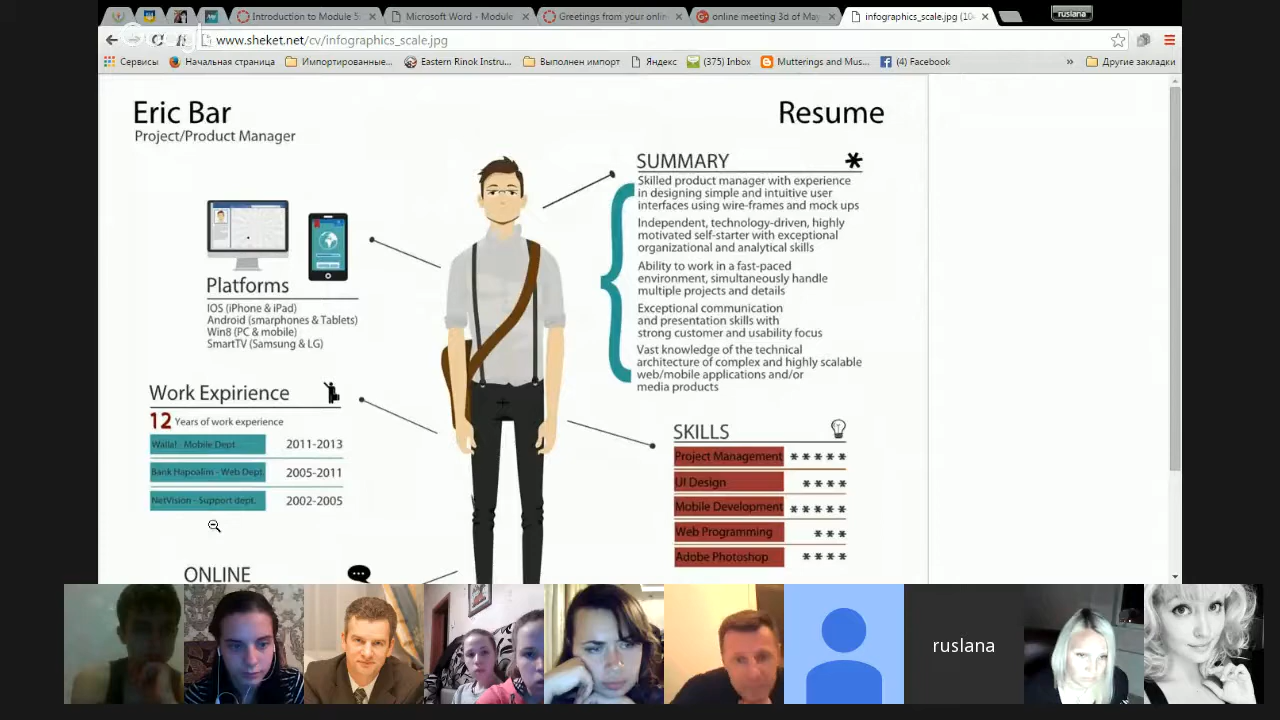 Introduction to Module 5:
Microsoft Word - Module
Greetings from your onlin
online meeting 3d of May
infographics_scale.jpg (10
ruslana
www.sheket.net/cv/infographics_scale.jpg
Сервисы
Начальная страница
Импортированные...
Eastern Rinok Instru...
Выполнен импорт
Яндекс
(375) Inbox
Mutterings and Mus...
(4) Facebook
»
Другие закладки
Eric Bar
Project/Product Manager
Resume
SUMMARY
Skilled product manager with experience
in designing simple and intuitive user
interfaces using wire-frames and mock ups
Independent, technology-driven, highly
motivated self-starter with exceptional
organizational and analytical skills
Ability to work in a fast-paced
environment, simultaneously handle
multiple projects and details
Exceptional communication
and presentation skills with
strong customer and usability focus
Vast knowledge of the technical
architecture of complex and highly scalable
web/mobile applications and/or
media products
Platforms
IOS (iPhone & iPad)
Android (smarphones & Tablets)
Win8 (PC & mobile)
SmartTV (Samsung & LG)
Work Expirience
12 Years of work experience
Walla! - Mobile Dept 2011-2013
Bank Hapoalim - Web Dept. 2005-2011
NetVision - Support dept. 2002-2005
SKILLS
Project Management * * * * *
UI Design * * * *
Mobile Development * * * * *
Web Programming * * *
Adobe Photoshop * * * *
ONLINE
ruslana